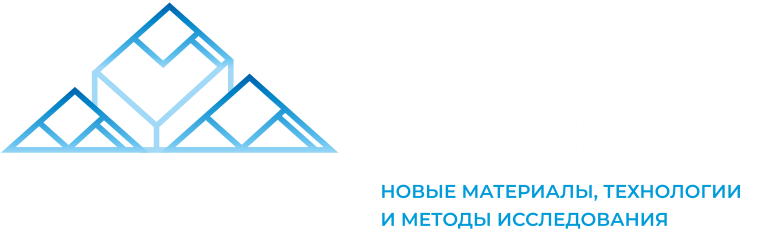 НОВЫЕ МАТЕРИАЛЫ, ТЕХНОЛОГИИ
И МЕТОДЫ ИССЛЕДОВАНИЯ